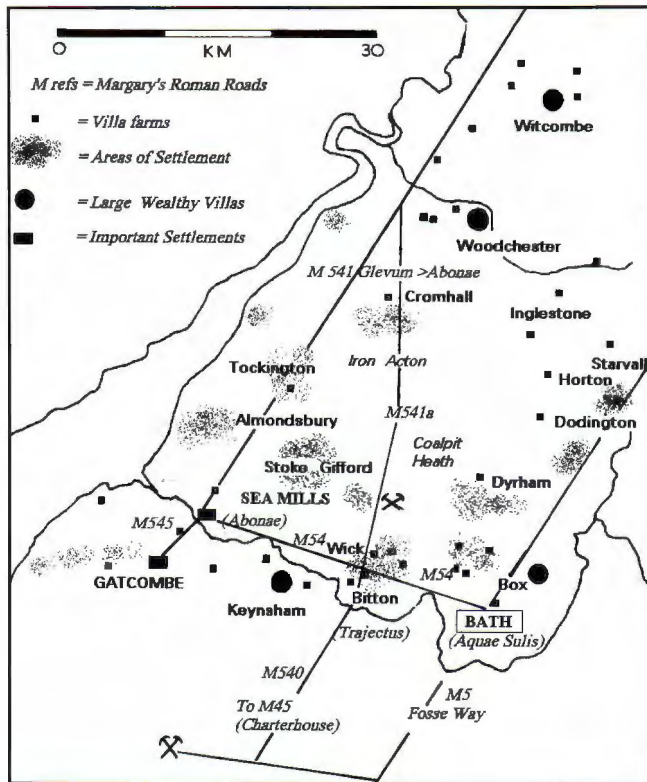 0 30
KM
M refs = Margary's Roman Roads
= Villa farms
= Areas of Settlement
= Large Wealthy Villas
= Important Settlements
Witcombe
Woodchester
M 541 Glevum >Abonae
Cromhall
Inglestone
Tockington
Iron Acton
Starvall
Horton
Almondsbury
M541a
Dodington
Coalpit
Heath
Stoke Gifford
Dyrham
SEA MILLS
M545
(Abonae)
M54
Wick
GATCOMBE
M54
Box
Keynsham
Bitton
BATH
(Trajectus)
(Aquae Sulis)
M540
To M45
(Charterhouse)
M5
Fosse Way